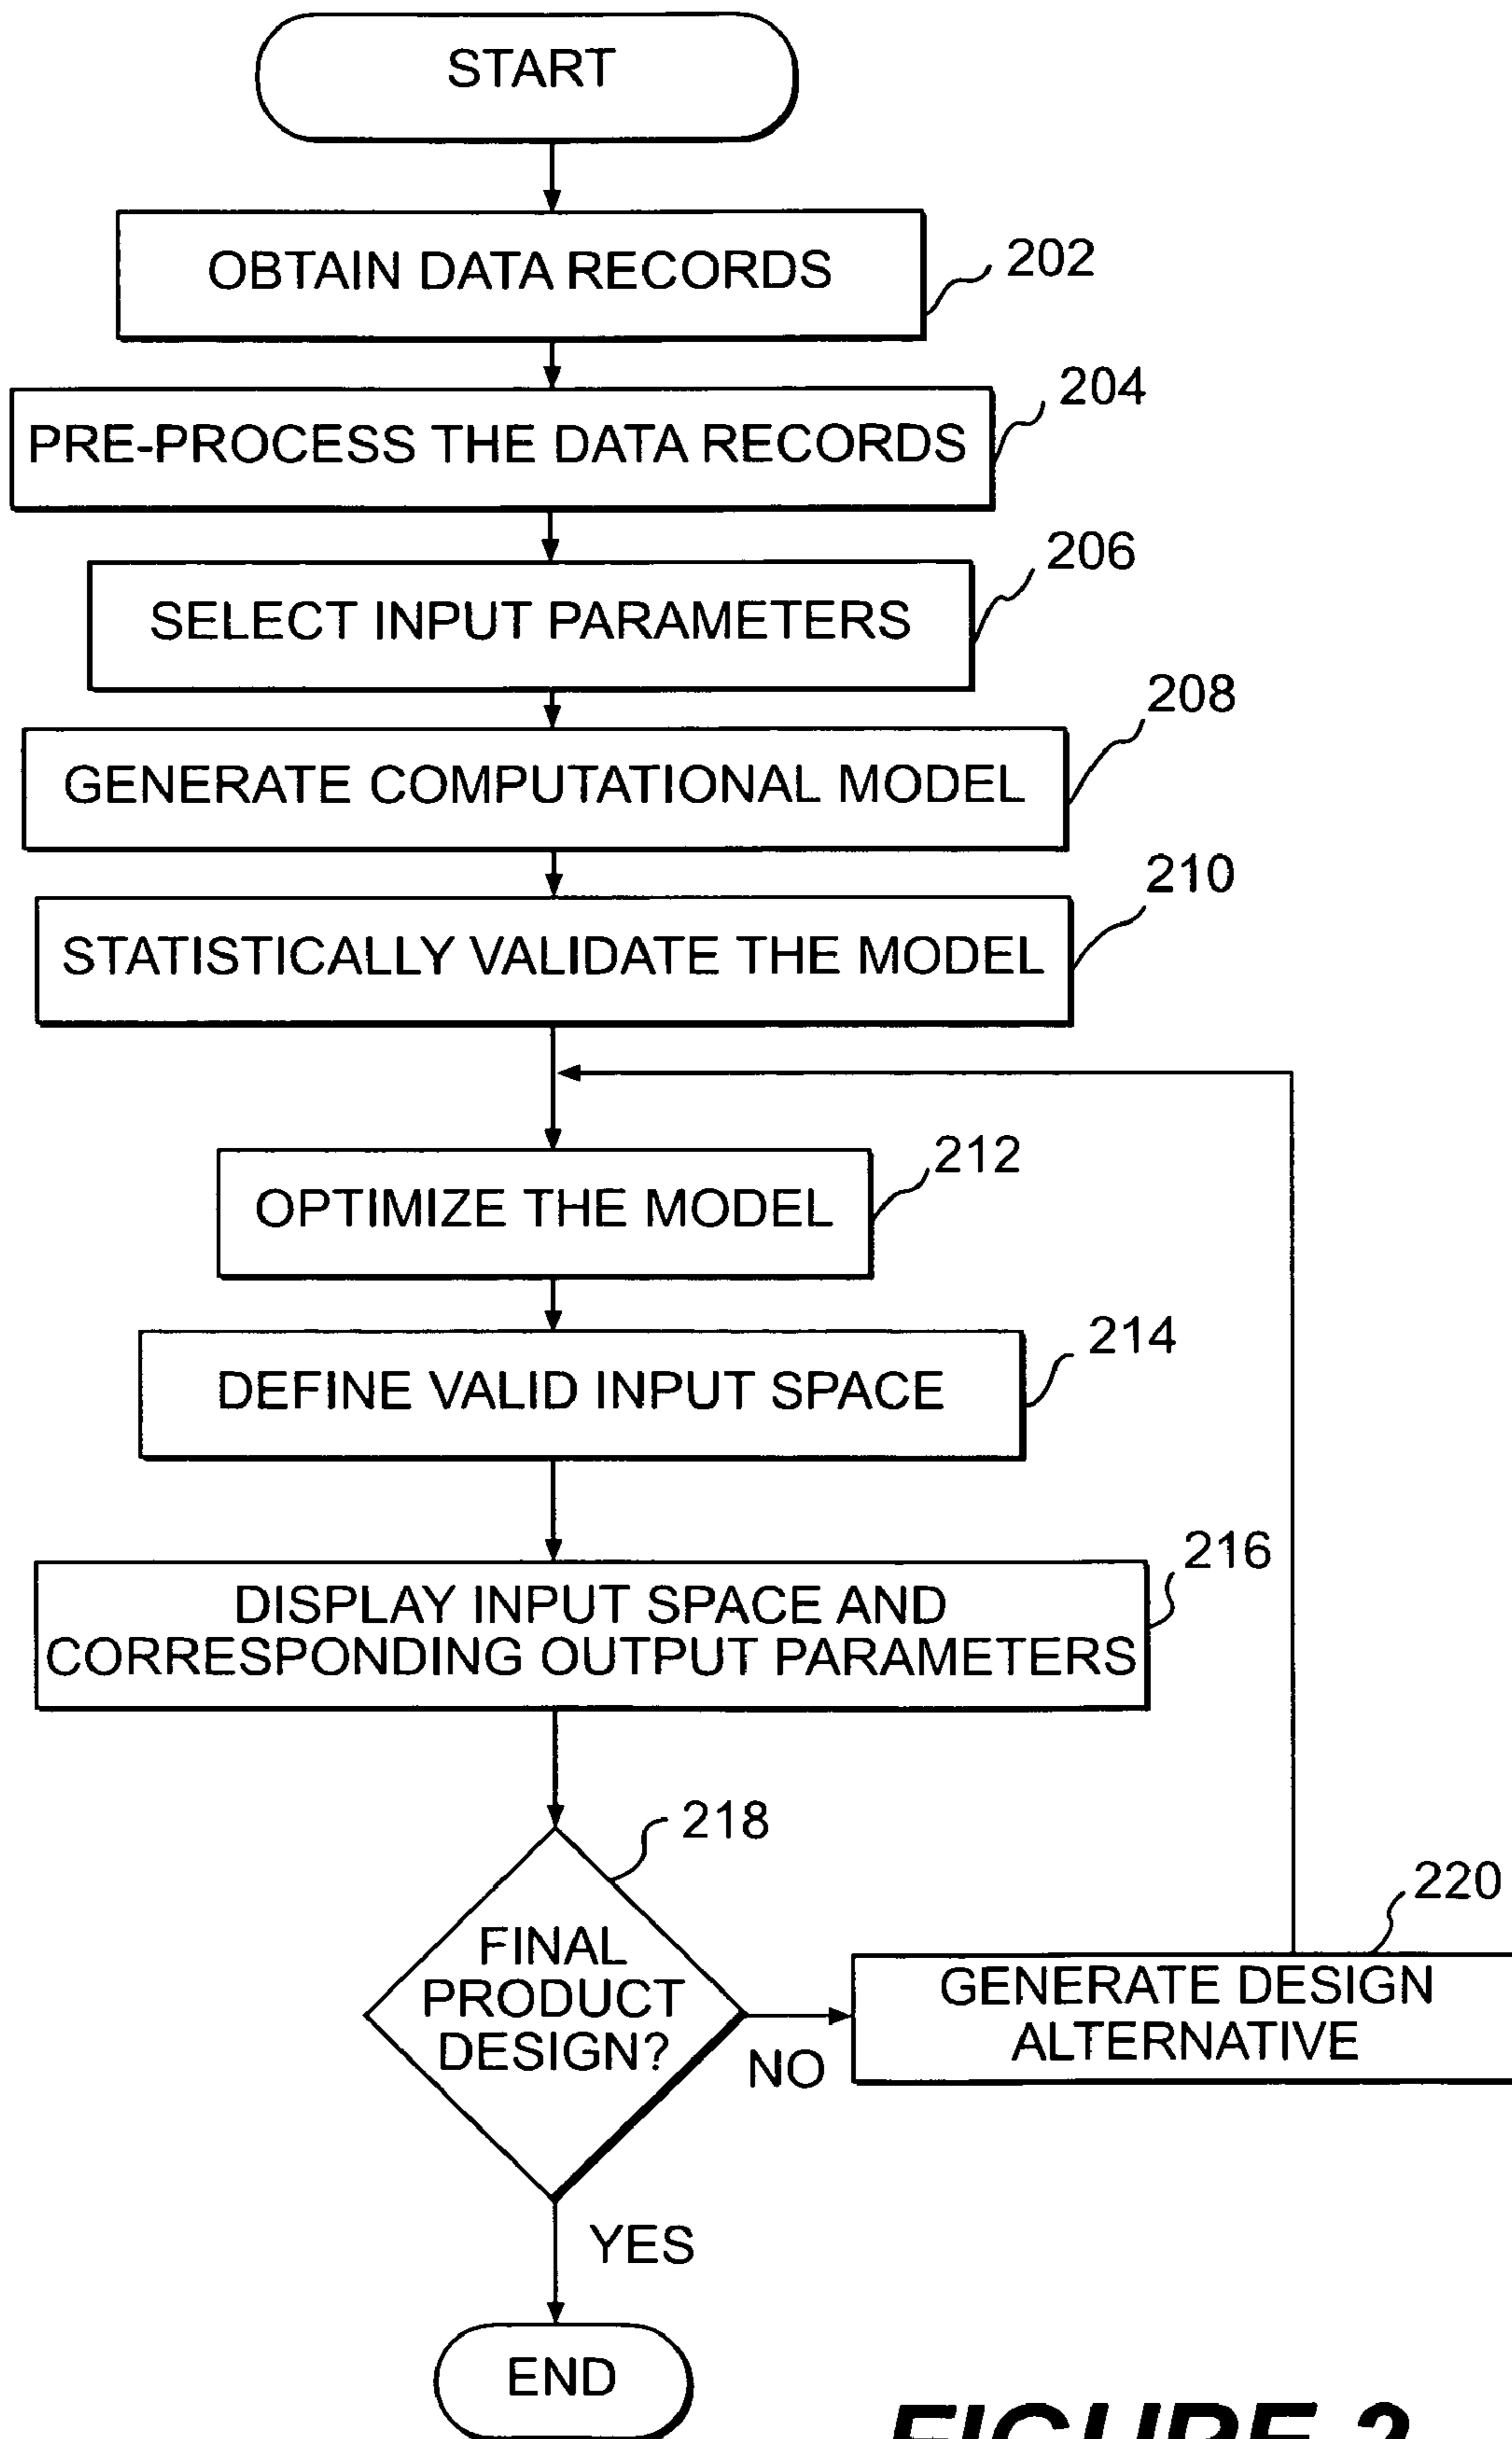 START
OBTAIN DATA RECORDS
202
PRE-PROCESS THE DATA RECORDS
204
SELECT INPUT PARAMETERS
206
GENERATE COMPUTATIONAL MODEL
208
STATISTICALLY VALIDATE THE MODEL
210
OPTIMIZE THE MODEL
212
DEFINE VALID INPUT SPACE
214
DISPLAY INPUT SPACE AND
CORRESPONDING OUTPUT PARAMETERS
216
FINAL
PRODUCT
DESIGN?
218
NO
GENERATE DESIGN
ALTERNATIVE
220
YES
END
FIGURE 2